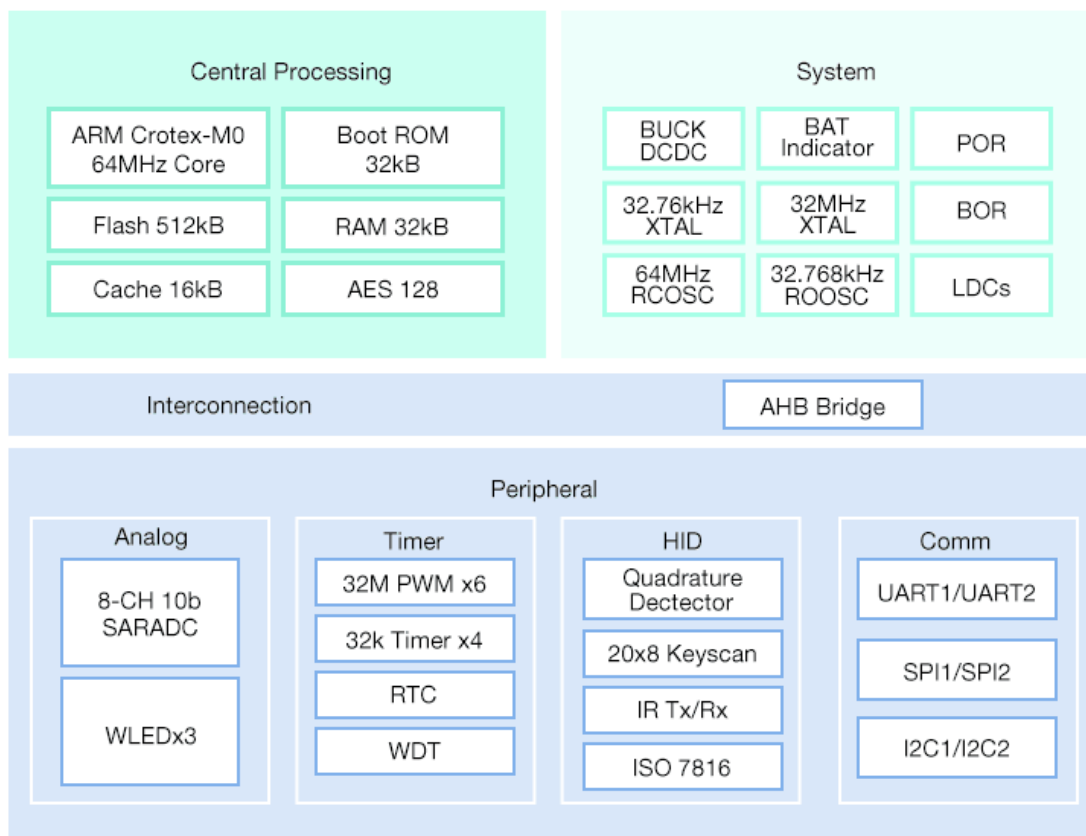 Central Processing
ARM Crotex-M0
64MHz Core
Boot ROM
32kB
Flash 512kB
RAM 32kB
Cache 16kB
AES 128
System
BUCK
DCDC
BAT
Indicator
POR
32.76kHz
XTAL
32MHz
XTAL
BOR
64MHz
RCOSC
32.768kHz
ROOSC
LDCs
Interconnection
AHB Bridge
Peripheral
Analog
8-CH 10b
SARADC
WLEDx3
Timer
32M PWM x6
32k Timer x4
RTC
WDT
HID
Quadrature
Dectector
20x8 Keyscan
IR Tx/Rx
ISO 7816
Comm
UART1/UART2
SPI1/SPI2
I2C1/I2C2